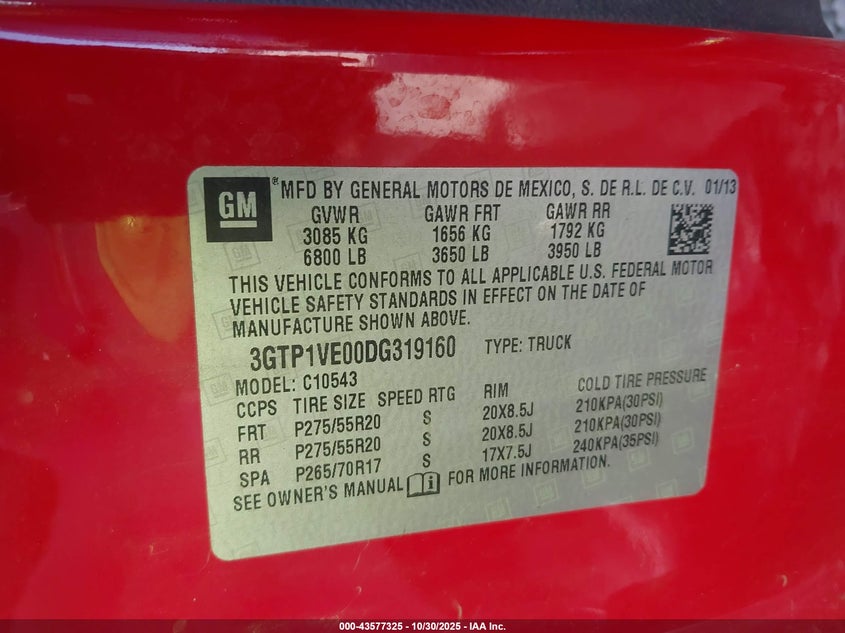 GM ® MFD BY GENERAL MOTORS DE MEXICO, S. DE R.L. DE C.V. 01/13
GVWR GAWR FRT GAWR RR
3085 KG 1656 KG 1792 KG
6800 LB 3650 LB 3950 LB
THIS VEHICLE CONFORMS TO ALL APPLICABLE U.S. FEDERAL MOTOR
VEHICLE SAFETY STANDARDS IN EFFECT ON THE DATE OF
MANUFACTURE SHOWN ABOVE.
3GTP1VE00DG319160 TYPE: TRUCK
MODEL: C10543
CCPS TIRE SIZE SPEED RTG RIM COLD TIRE PRESSURE
FRT P275/55R20 S 20X8.5J 210KPA(30PSI)
RR P275/55R20 S 20X8.5J 210KPA(30PSI)
SPA P265/70R17 S 17X7.5J 240KPA(35PSI)
SEE OWNER'S MANUAL FOR MORE INFORMATION.
000-43577325 - 10/30/2025 - IAA Inc.